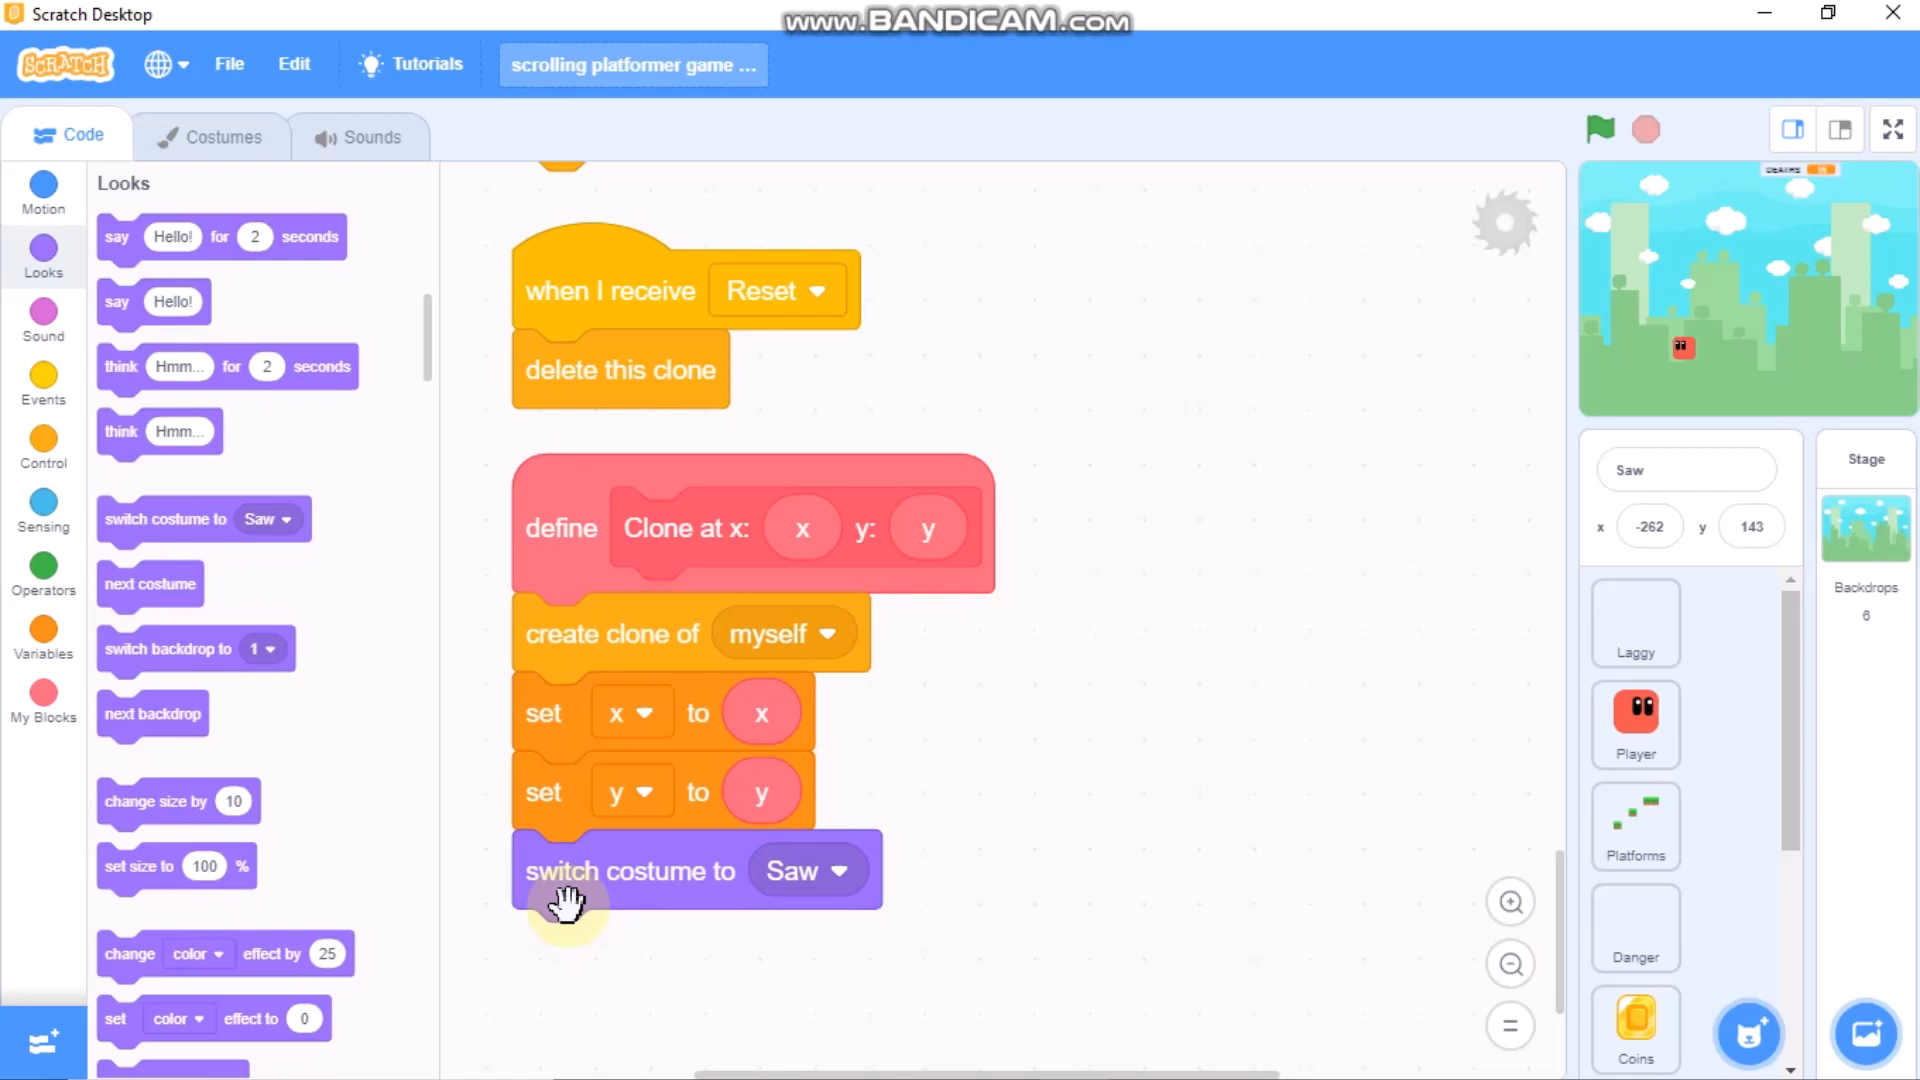 Scratch Desktop
www.BANDICAM.com
SCRATCH
File
Edit
Tutorials
scrolling platformer game ...
Code
Costumes
Sounds
Motion
Looks
Sound
Events
Control
Sensing
Operators
Variables
My Blocks
Looks
say Hello! for 2 seconds
say Hello!
think Hmm... for 2 seconds
think Hmm...
switch costume to Saw
next costume
switch backdrop to 1
next backdrop
change size by 10
set size to 100 %
change color effect by 25
set color effect to 0
when I receive Reset
delete this clone
define Clone at x: x y: y
create clone of myself
set x to x
set y to y
switch costume to Saw
DEATHS
Saw
x -262 y 143
Laggy
Player
Platforms
Danger
Coins
Stage
Backdrops
6